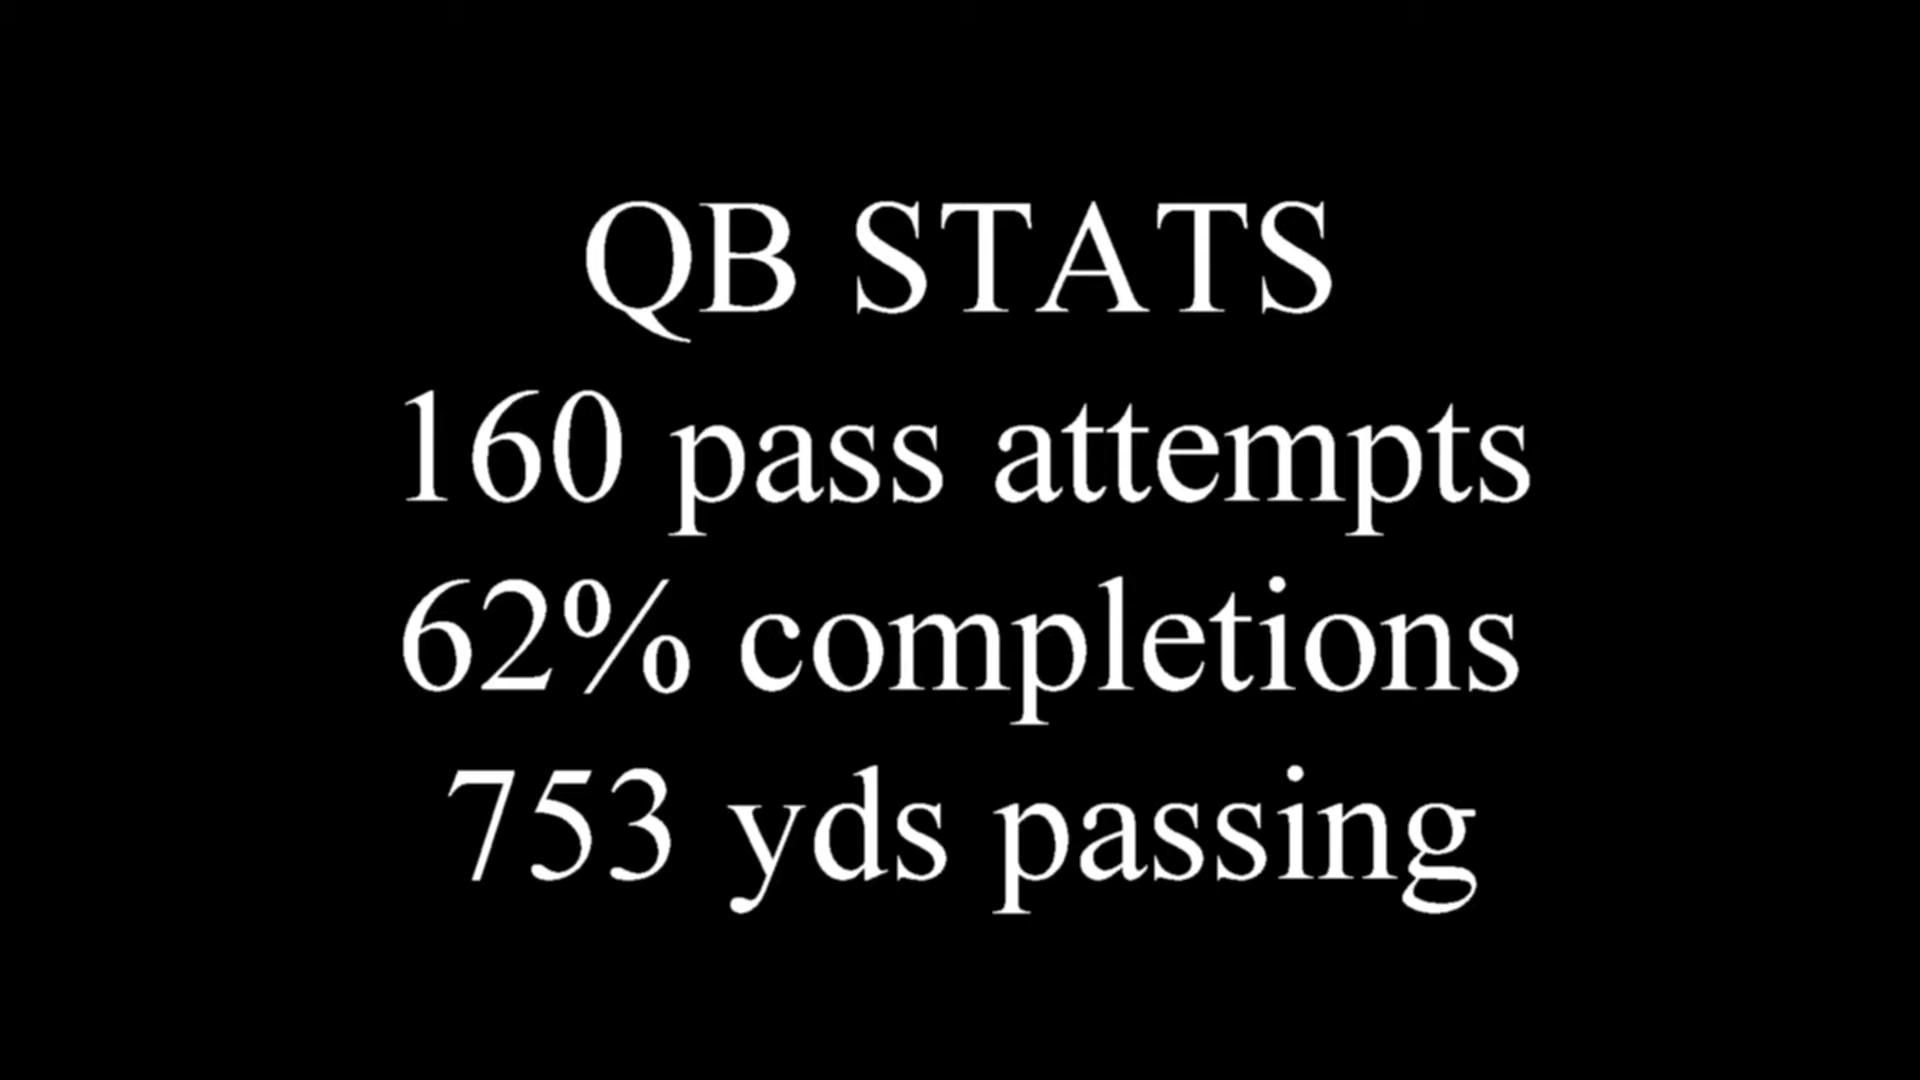 QB STATS
160 pass attempts
62% completions
753 yds passing